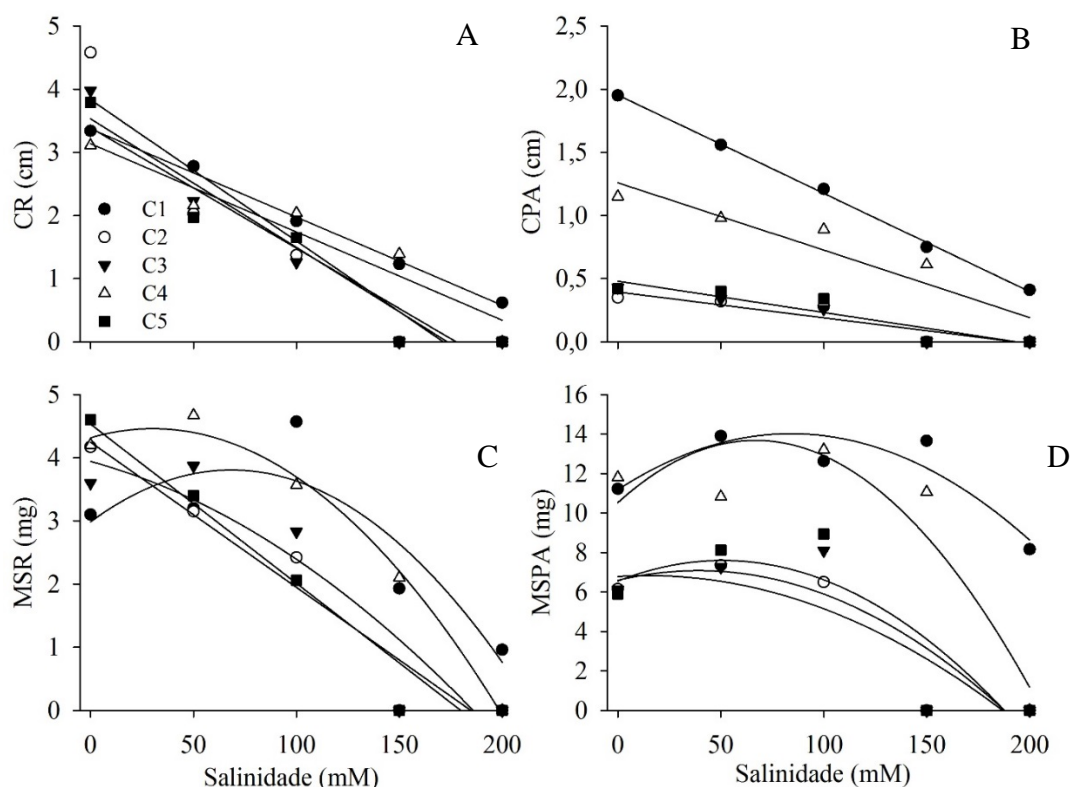 5
4
3
2
1
0
CR (cm)
A
C1
C2
C3
C4
C5
2,5
2,0
1,5
1,0
0,5
0,0
CPA (cm)
B
5
4
3
2
1
0
MSR (mg)
C
0 50 100 150 200
Salinidade (mM)
16
14
12
10
8
6
4
2
0
MSPA (mg)
D
0 50 100 150 200
Salinidade (mM)